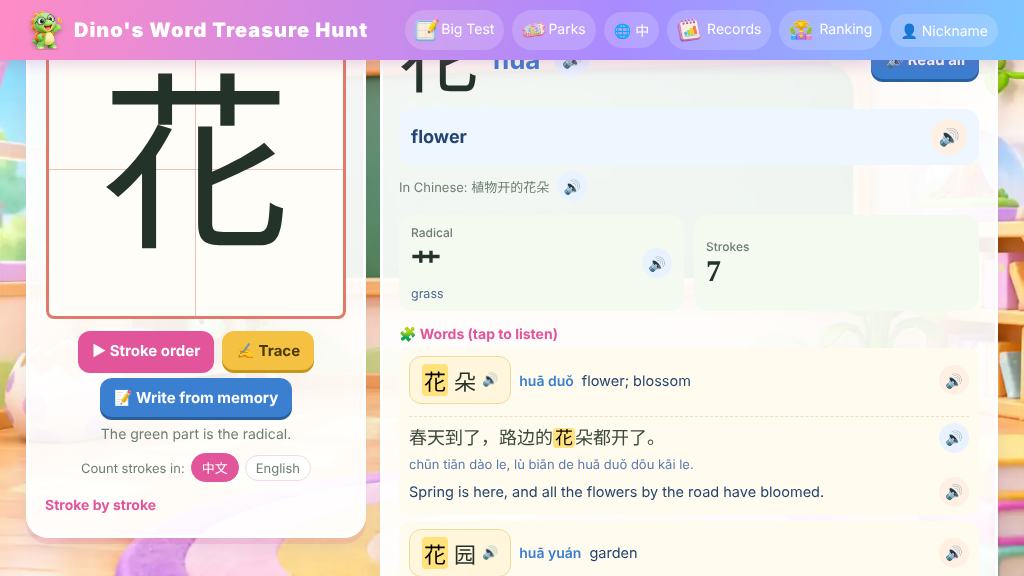 Dino's Word Treasure Hunt
Big Test
Parks
中
Records
Ranking
Nickname
花
▶ Stroke order
Trace
Write from memory
The green part is the radical.
Count strokes in: 中文 English
Stroke by stroke
花 huā
Read all
flower
In Chinese: 植物开的花朵
Radical
艹
grass
Strokes
7
Words (tap to listen)
花朵 huā duǒ flower; blossom
春天到了，路边的花朵都开了。
chūn tiān dào le, lù biān de huā duǒ dōu kāi le.
Spring is here, and all the flowers by the road have bloomed.
花园 huā yuán garden